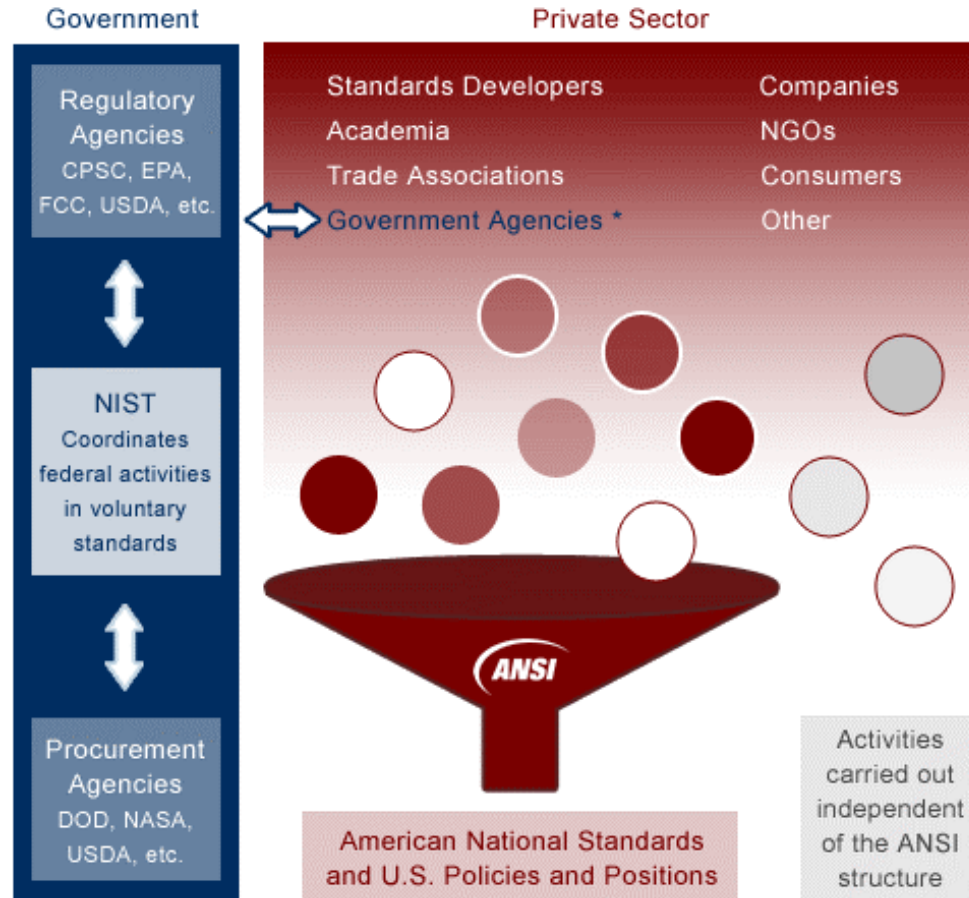 Government
Regulatory
Agencies
CPSC, EPA,
FCC, USDA, etc.
NIST
Coordinates
federal activities
in voluntary
standards
Procurement
Agencies
DOD, NASA,
USDA, etc.
Private Sector
Standards Developers
Academia
Trade Associations
Government Agencies *
Companies
NGOs
Consumers
Other
ANSI
American National Standards
and U.S. Policies and Positions
Activities
carried out
independent
of the ANSI
structure